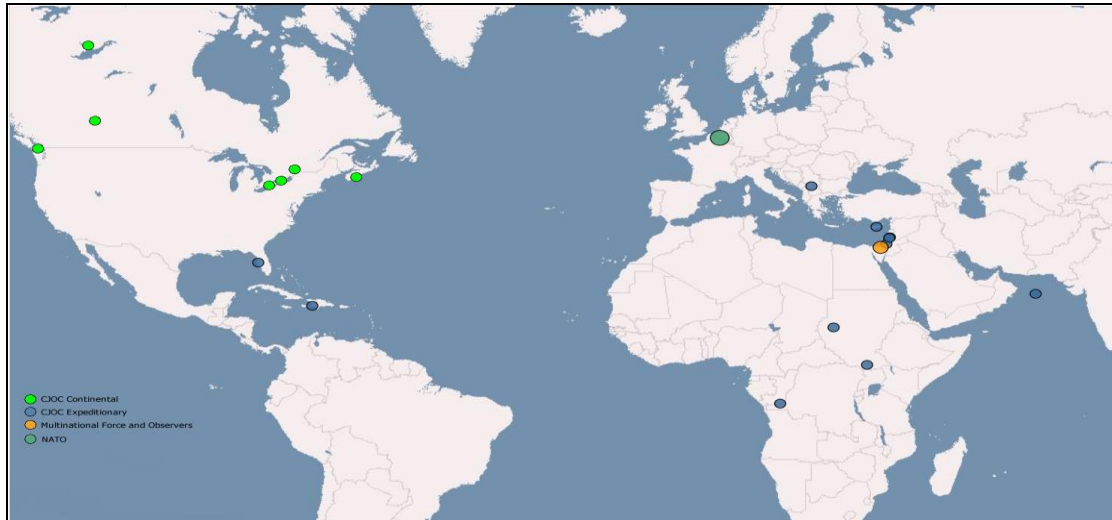 CJOC Continental
CJOC Expeditionary
Multinational Force and Observers
NATO